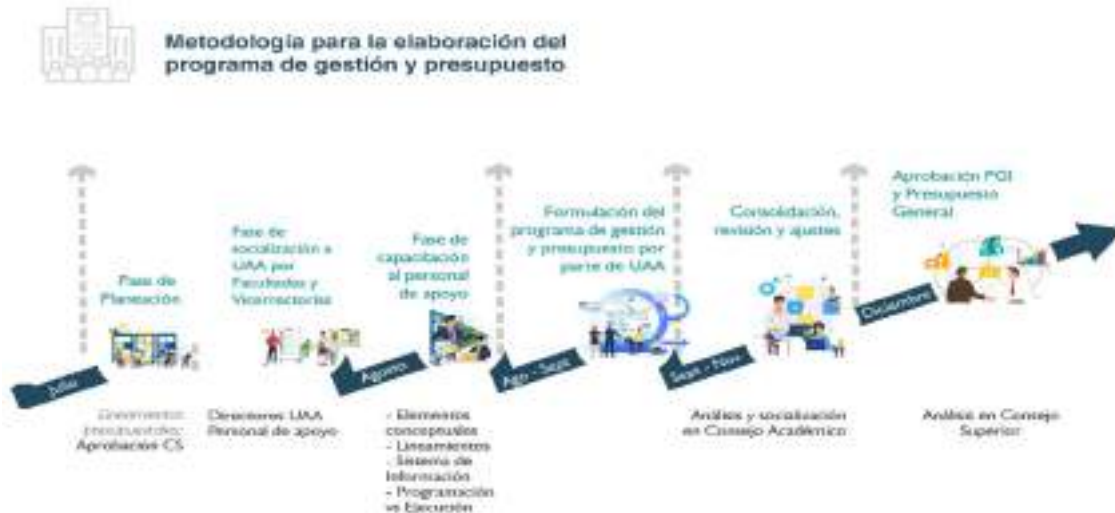 Metodología para la elaboración del
programa de gestión y presupuesto
Fase de
Planeación
Fase de
socialización a
UAA por
Facultades y
Vicerrectorías
Fase de
capacitación
al personal
de apoyo
Formulación del
programa de gestión
y presupuesto por
parte de UAA
Consolidación,
revisión y ajustes
Aprobación PGI
y Presupuesto
General
Julio
Agosto
Ago - Sept
Sept - Nov
Diciembre
Lineamientos
presupuestales:
Aprobación CS
Directores UAA
Personal de apoyo
- Elementos
conceptuales
- Lineamientos
- Sistema de
Información
- Programación
vs Ejecución
Análisis y socialización
en Consejo Académico
Análisis en Consejo
Superior